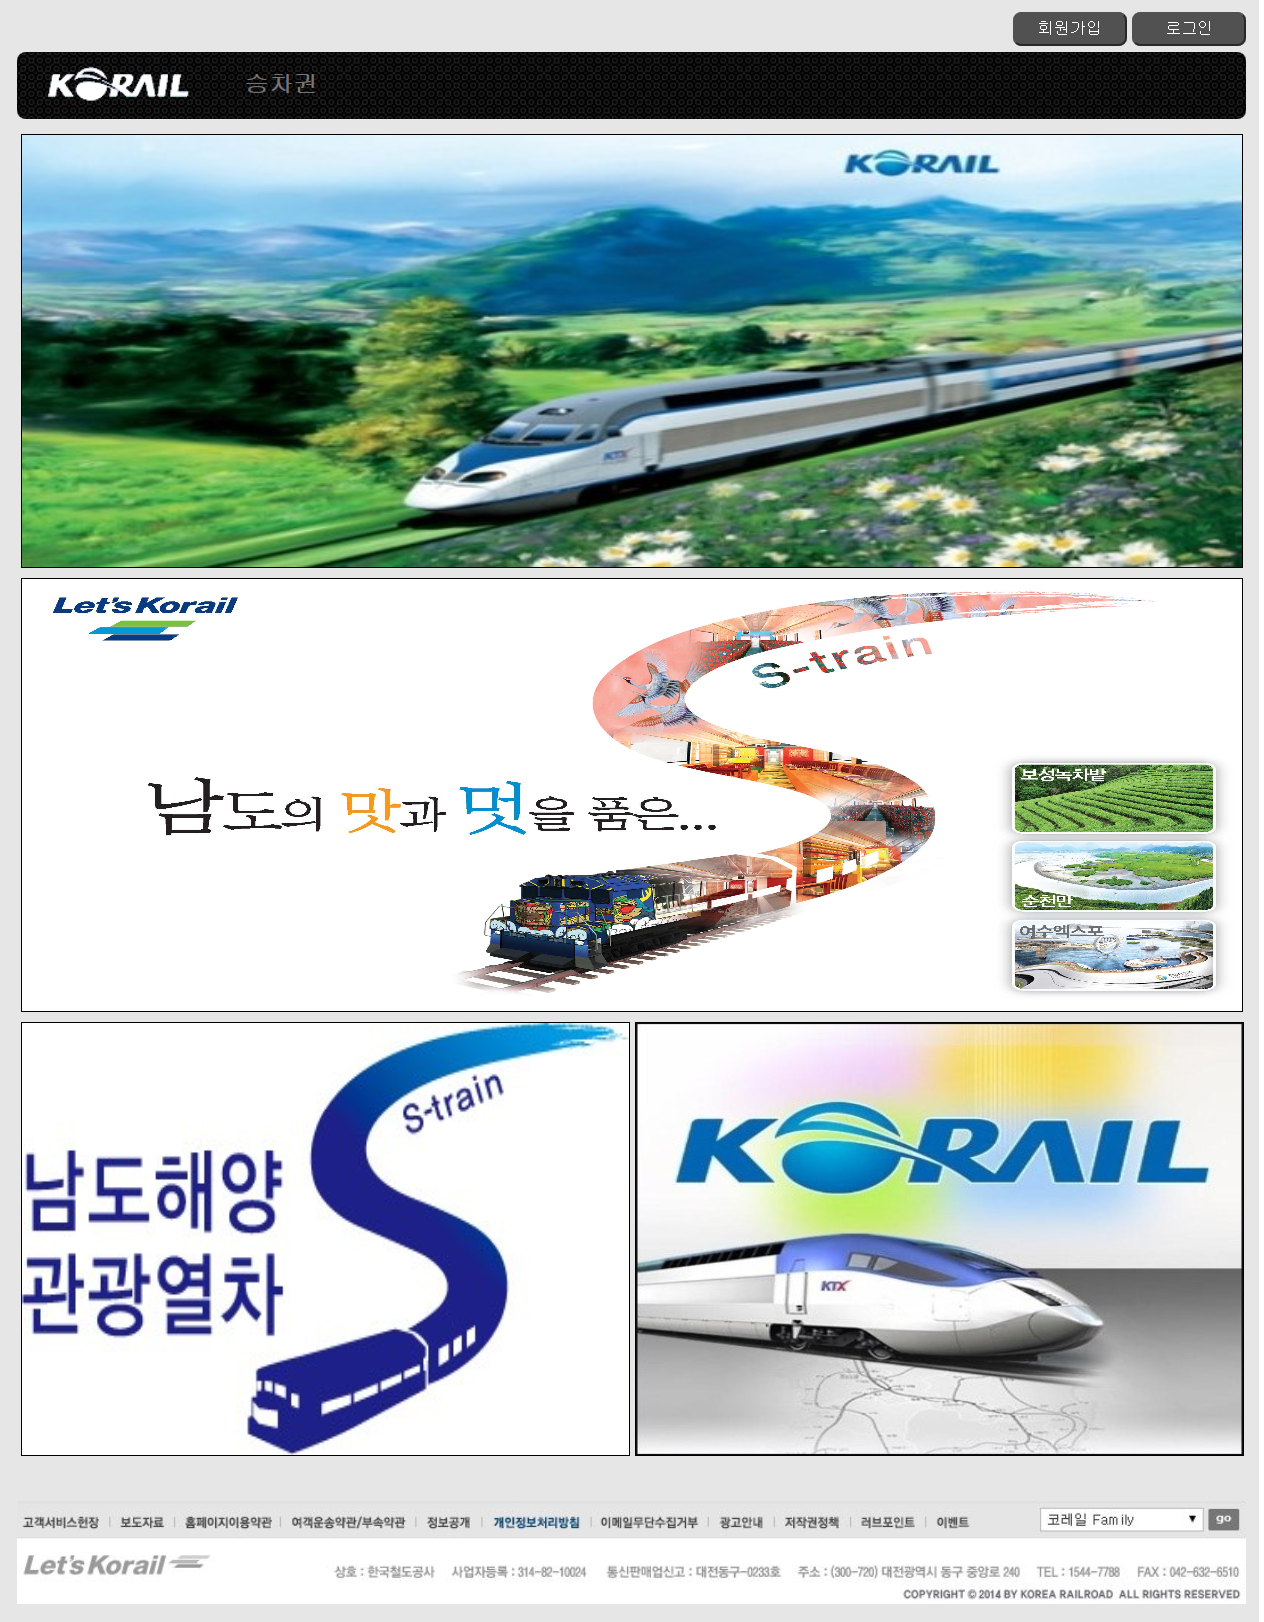 회원가입 로그인
KORAIL 승차권
KORAIL
KTX
Let's Korail
S-train
남도의 맛과 멋을 품은...
보성녹차밭
순천만
여수엑스포
S-train
남도해양
관광열차
KORAIL
KTX
고객서비스헌장 | 보도자료 | 홈페이지이용약관 | 여객운송약관/부속약관 | 정보공개 | 개인정보처리방침 | 이메일무단수집거부 | 광고안내 | 저작권정책 | 러브포인트 | 이벤트 코레일 Family go
Let's Korail
상호 : 한국철도공사 사업자등록 : 314-82-10024 통신판매업신고 : 대전동구-0233호 주소 : (300-720) 대전광역시 동구 중앙로 240 TEL : 1544-7788 FAX : 042-632-6510
COPYRIGHT © 2014 BY KOREA RAILROAD ALL RIGHTS RESERVED